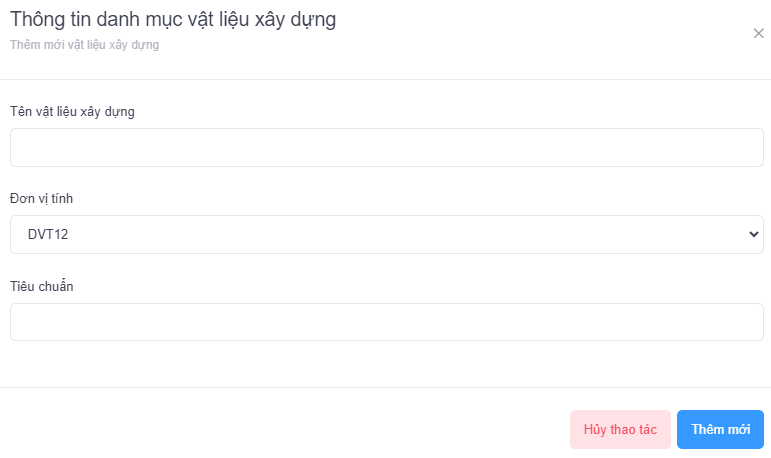 Thông tin danh mục vật liệu xây dựng
Thêm mới vật liệu xây dựng
Tên vật liệu xây dựng
Đơn vị tính
DVT12
Tiêu chuẩn
Hủy thao tác
Thêm mới